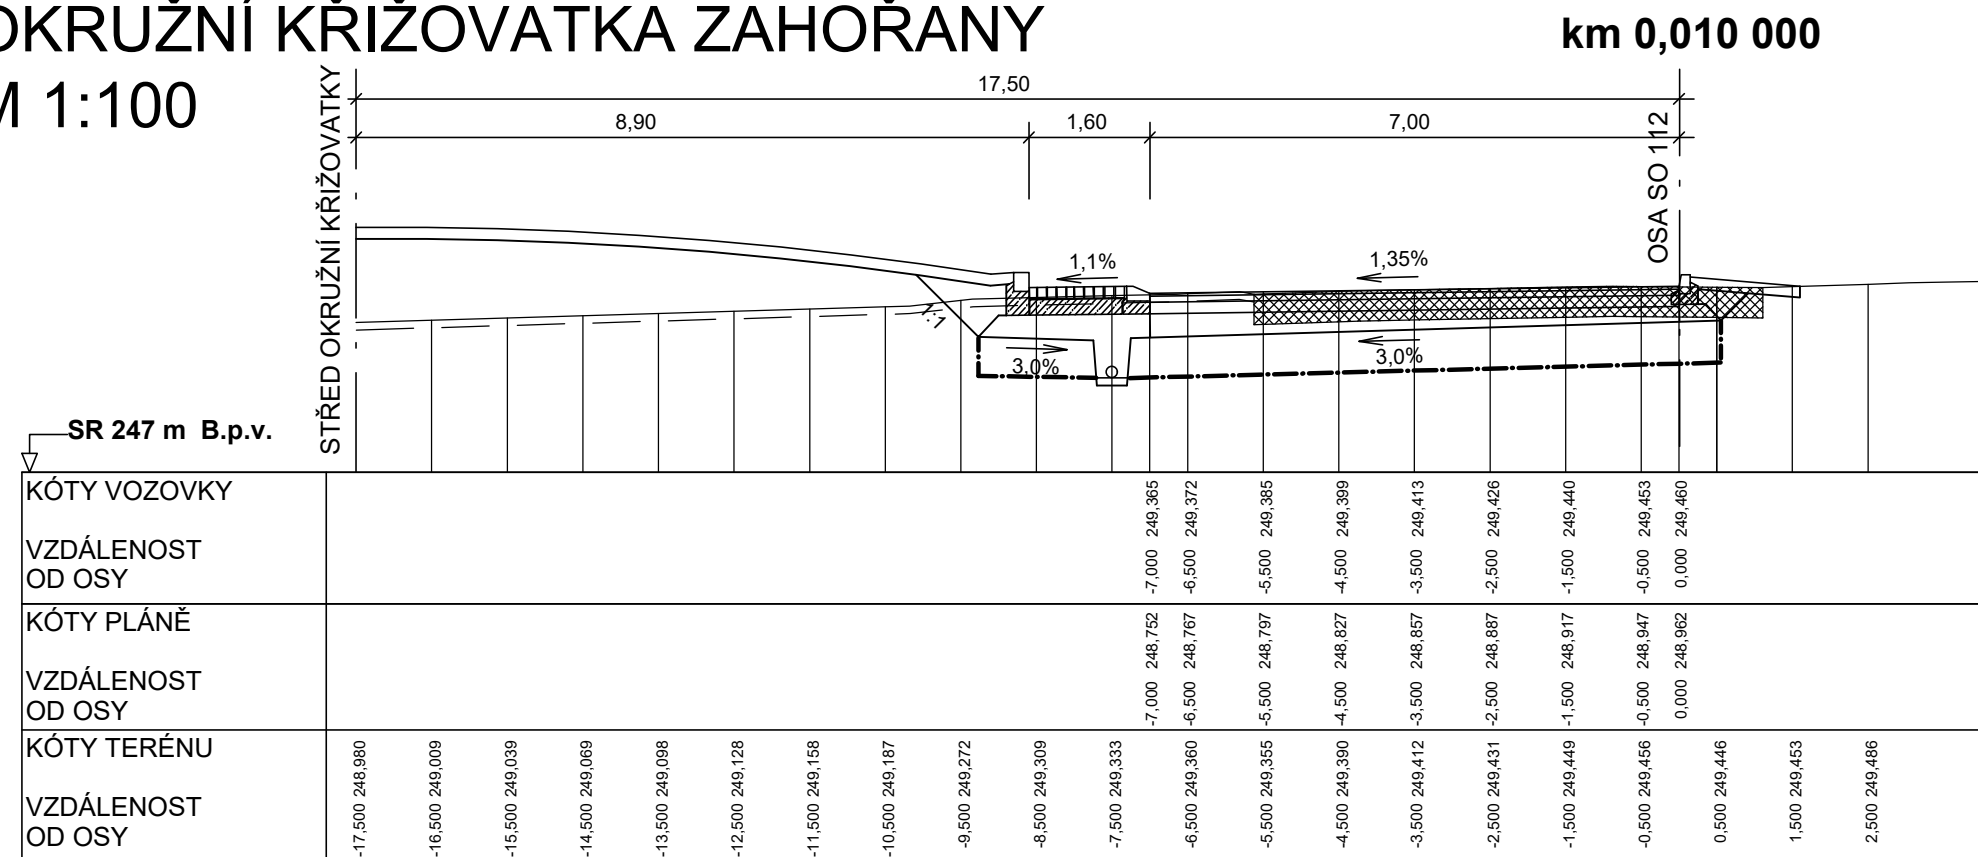 OKRUŽNÍ KŘIŽOVATKA ZAHOŘANY
km 0,010 000
M 1:100
17,50
8,90 1,60 7,00
STŘED OKRUŽNÍ KŘIŽOVATKY
OSA SO 112
1,1%
1,35%
1:1
3,0%
3,0%
SR 247 m B.p.v.
KÓTY VOZOVKY
249,365 249,372 249,385 249,399 249,413 249,426 249,440 249,453 249,460
VZDÁLENOST
OD OSY
-7,000 -6,500 -5,500 -4,500 -3,500 -2,500 -1,500 -0,500 0,000
KÓTY PLÁNĚ
248,752 248,767 248,797 248,827 248,857 248,887 248,917 248,947 248,962
VZDÁLENOST
OD OSY
-7,000 -6,500 -5,500 -4,500 -3,500 -2,500 -1,500 -0,500 0,000
KÓTY TERÉNU
248,980 249,009 249,039 249,069 249,098 249,128 249,158 249,187 249,272 249,309 249,333 249,360 249,355 249,390 249,412 249,431 249,449 249,456 249,446 249,453 249,486
VZDÁLENOST
OD OSY
-17,500 -16,500 -15,500 -14,500 -13,500 -12,500 -11,500 -10,500 -9,500 -8,500 -7,500 -6,500 -5,500 -4,500 -3,500 -2,500 -1,500 -0,500 0,500 1,500 2,500